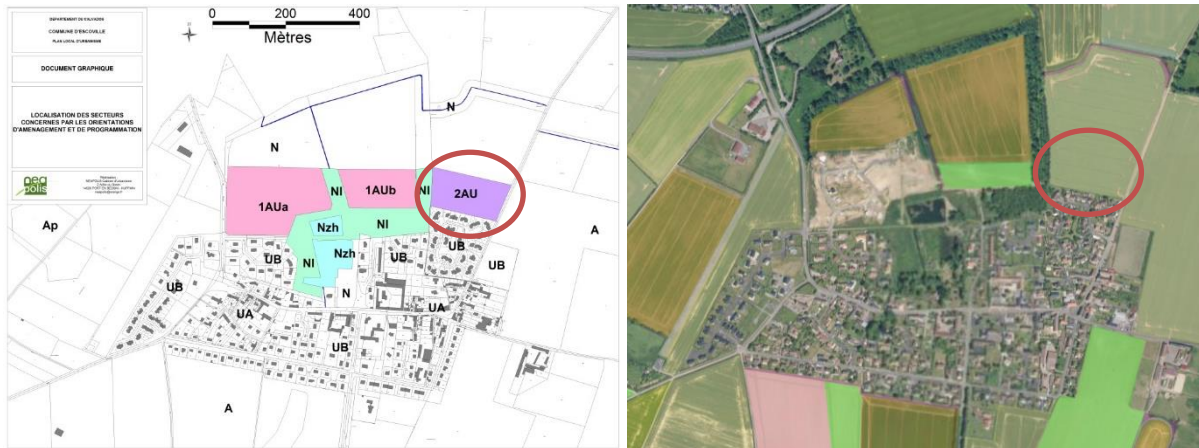 DEPARTEMENT DU CALVADOS
COMMUNE D'ESCOVILLE
PLAN LOCAL D'URBANISME
DOCUMENT GRAPHIQUE
LOCALISATION DES SECTEURS
CONCERNES PAR LES ORIENTATIONS
D'AMENAGEMENT ET DE PROGRAMMATION
neapolis
0 200 400
Mètres
N
N
1AUa
Nl
1AUb
Nl
2AU
Nzh
Nl
Ap
A
UB
Nl
Nzh
UB
UB
UB
UB
N
UA
UA
UB
A